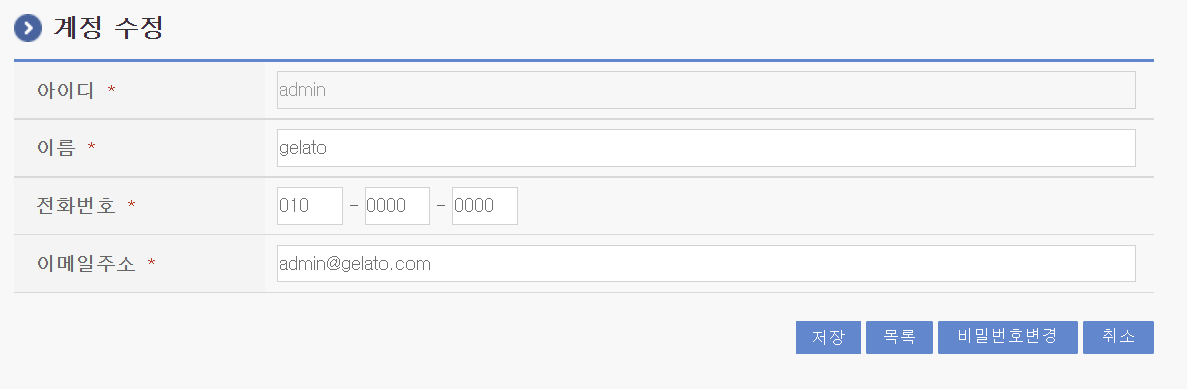 계정 수정
아이디 * admin
이름 * gelato
전화번호 * 010 - 0000 - 0000
이메일주소 * admin@gelato.com
저장 목록 비밀번호변경 취소